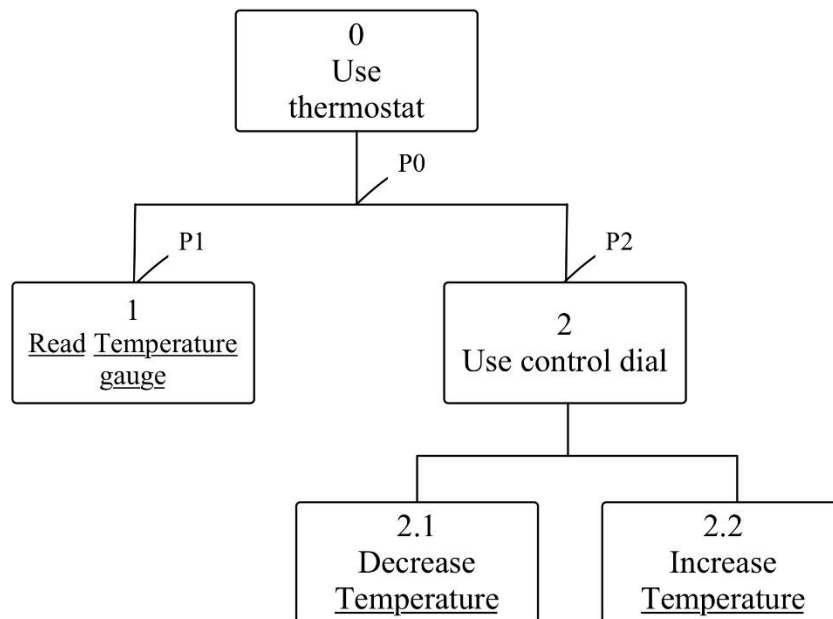 0
Use
thermostat
P0
P1
P2
1
Read Temperature
gauge
2
Use control dial
2.1
Decrease
Temperature
2.2
Increase
Temperature